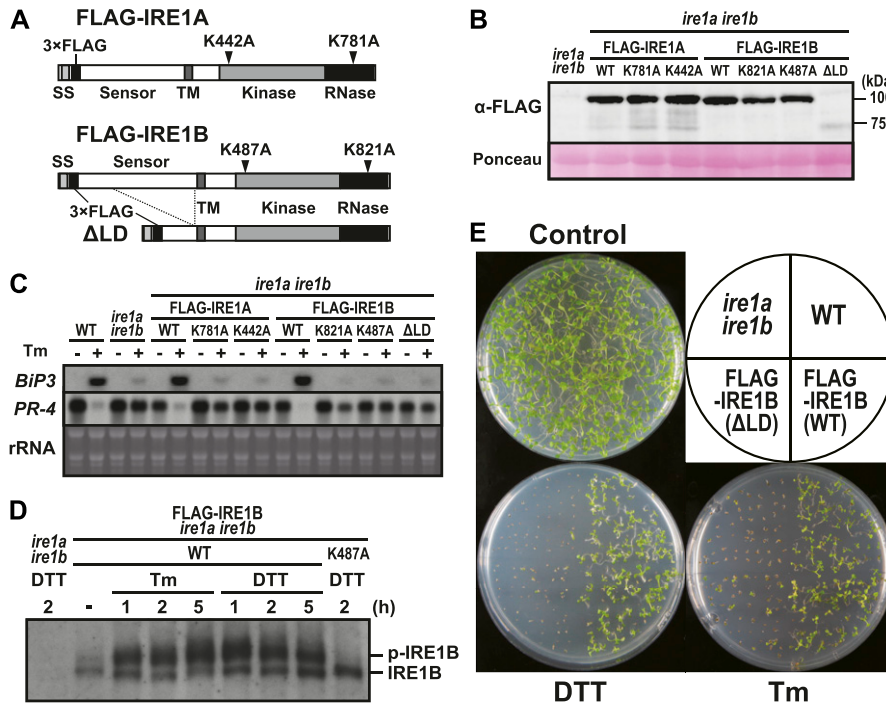 A
FLAG-IRE1A
3×FLAG
K442A
K781A
SS
Sensor
TM
Kinase
RNase
FLAG-IRE1B
SS
Sensor
K487A
K821A
3×FLAG
TM
Kinase
RNase
ΔLD
B
ire1a ire1b
ire1a
ire1b
FLAG-IRE1A
FLAG-IRE1B
WT K781A K442A WT K821A K487A ΔLD
(kDa
α-FLAG
100
75
Ponceau
C
ire1a ire1b
FLAG-IRE1A
FLAG-IRE1B
WT
ire1a
ire1b
WT K781A K442A WT K821A K487A ΔLD
Tm - + - + - + - + - + - + - + - + - +
BiP3
PR-4
rRNA
D
FLAG-IRE1B
ire1a ire1b
ire1a
ire1b
WT
K487A
DTT
Tm
DTT
DTT
2 - 1 2 5 1 2 5 2 (h)
p-IRE1B
IRE1B
E
Control
ire1a
ire1b
WT
FLAG
-IRE1B
(ΔLD)
FLAG
-IRE1B
(WT)
DTT
Tm